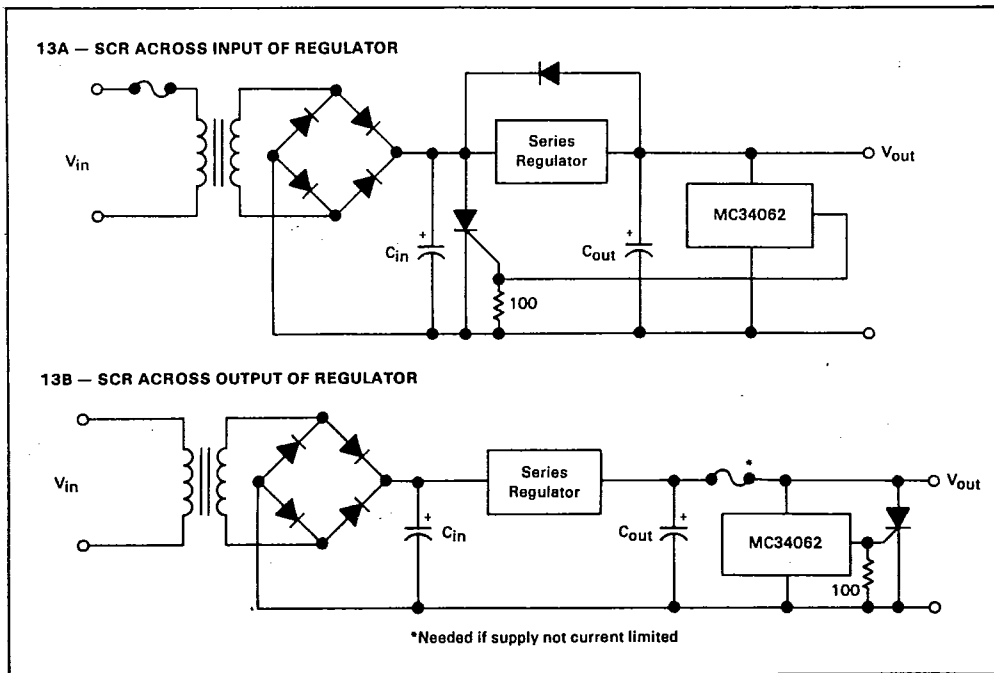 13A — SCR ACROSS INPUT OF REGULATOR
Vin
Cin
+
Series
Regulator
Cout
+
MC34062
Vout
100
13B — SCR ACROSS OUTPUT OF REGULATOR
Vin
Cin
+
Series
Regulator
Cout
+
*
MC34062
Vout
100
*Needed if supply not current limited